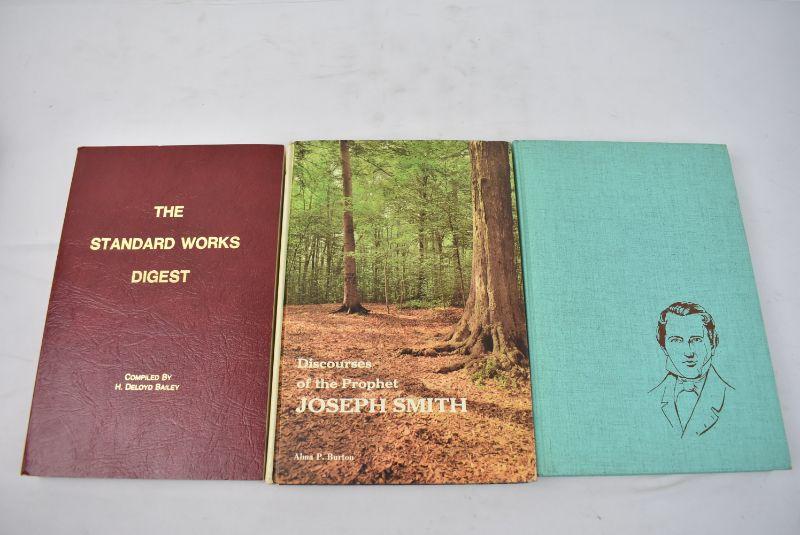 THE
STANDARD WORKS
DIGEST
COMPILED BY
H. DELOYD BAILEY
Discourses
of the Prophet
JOSEPH SMITH
Alma P. Burton